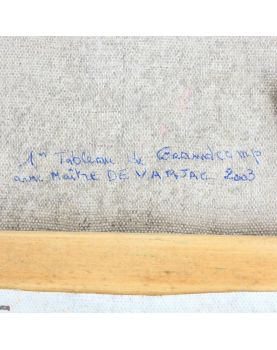 1er Tableau de Grandcamp
avec Maître DE VARJAC 2003